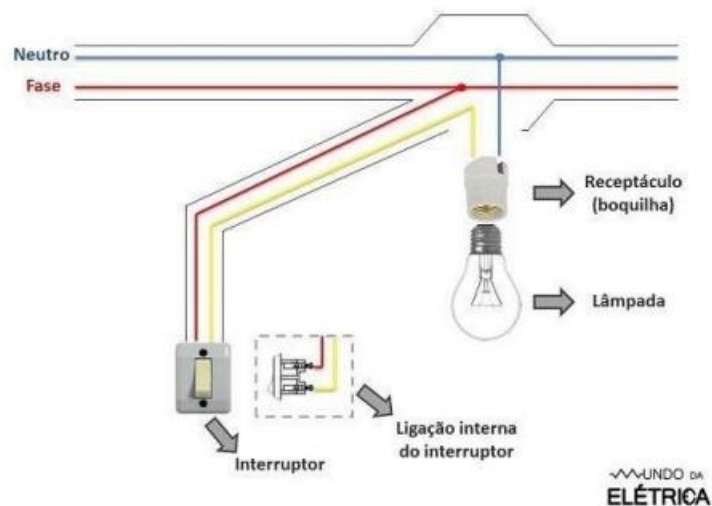 Neutro
Fase
Receptáculo
(boquilha)
Lâmpada
Ligação interna
do interruptor
Interruptor
MUNDO DA
ELÉTRICA